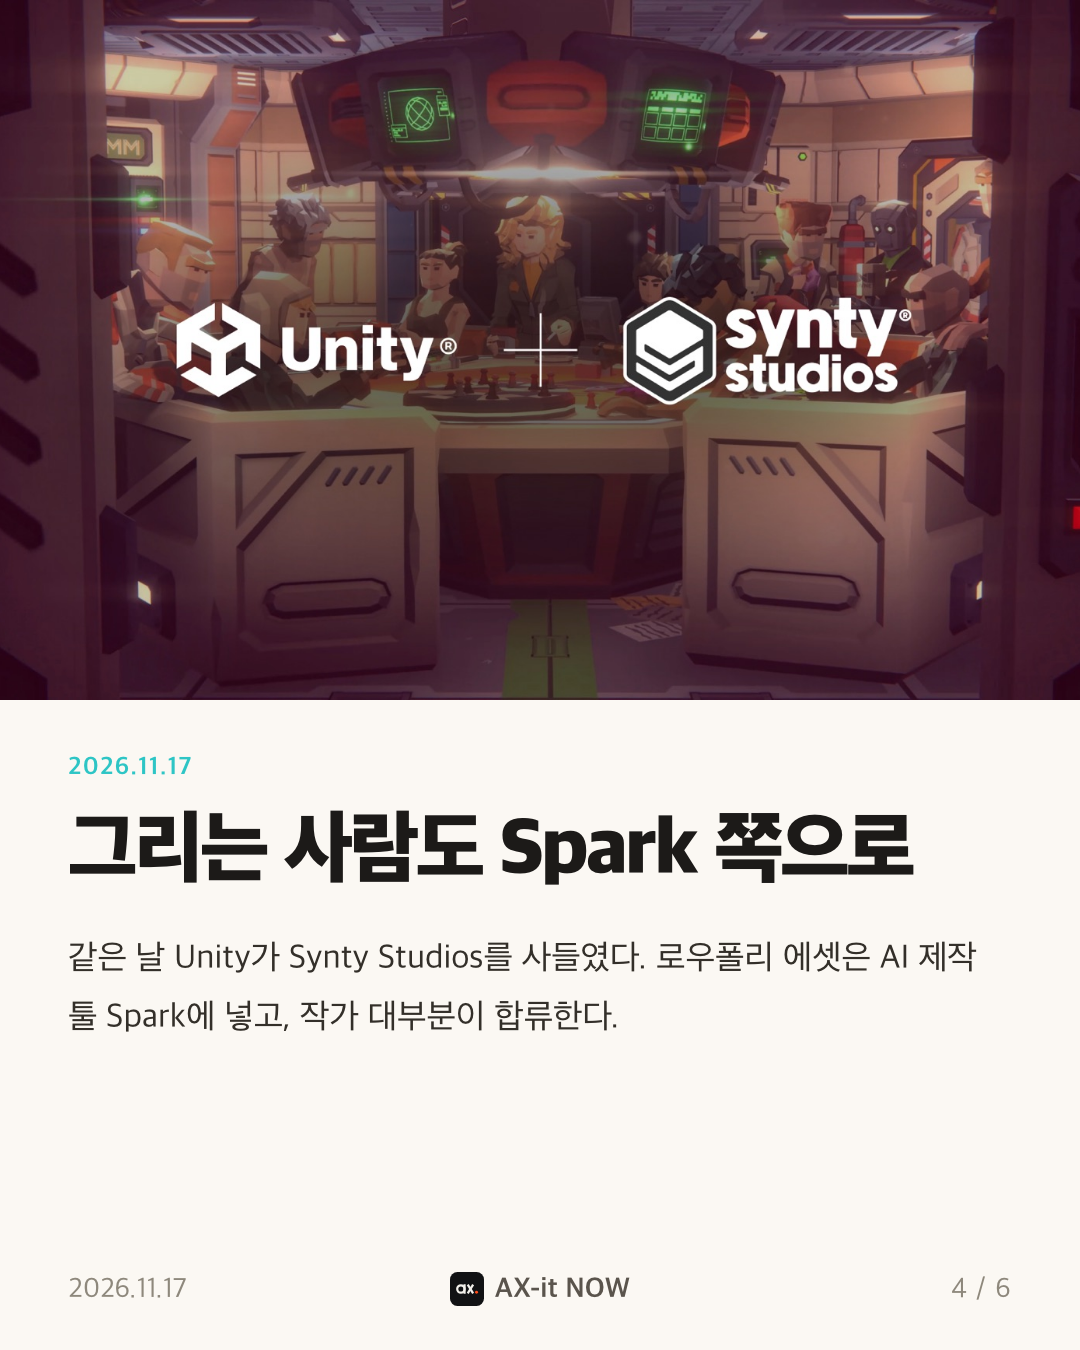 MM
Unity®
synty®
studios
2026.11.17
그리는 사람도 Spark 쪽으로
같은 날 Unity가 Synty Studios를 사들였다. 로우폴리 에셋은 AI 제작
툴 Spark에 넣고, 작가 대부분이 합류한다.
2026.11.17
ax.
AX-it NOW
4 / 6